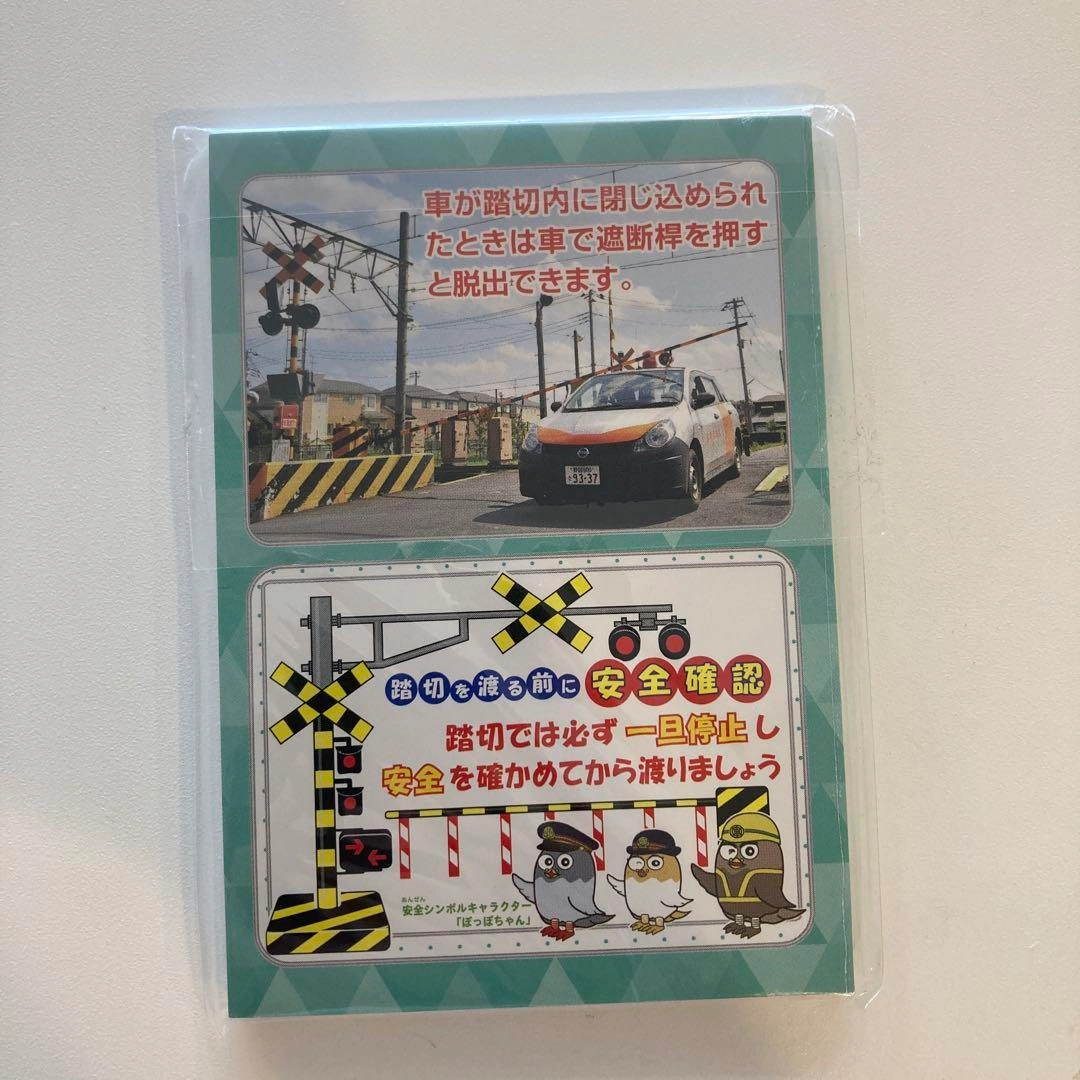 車が踏切内に閉じ込められ
たときは車で遮断桿を押す
と脱出できます。
93-37
踏切を渡る前に安全確認
踏切では必ず一旦停止し
安全を確かめてから渡りましょう
あんぜん
安全シンボルキャラクター
「ぽっぽちゃん」